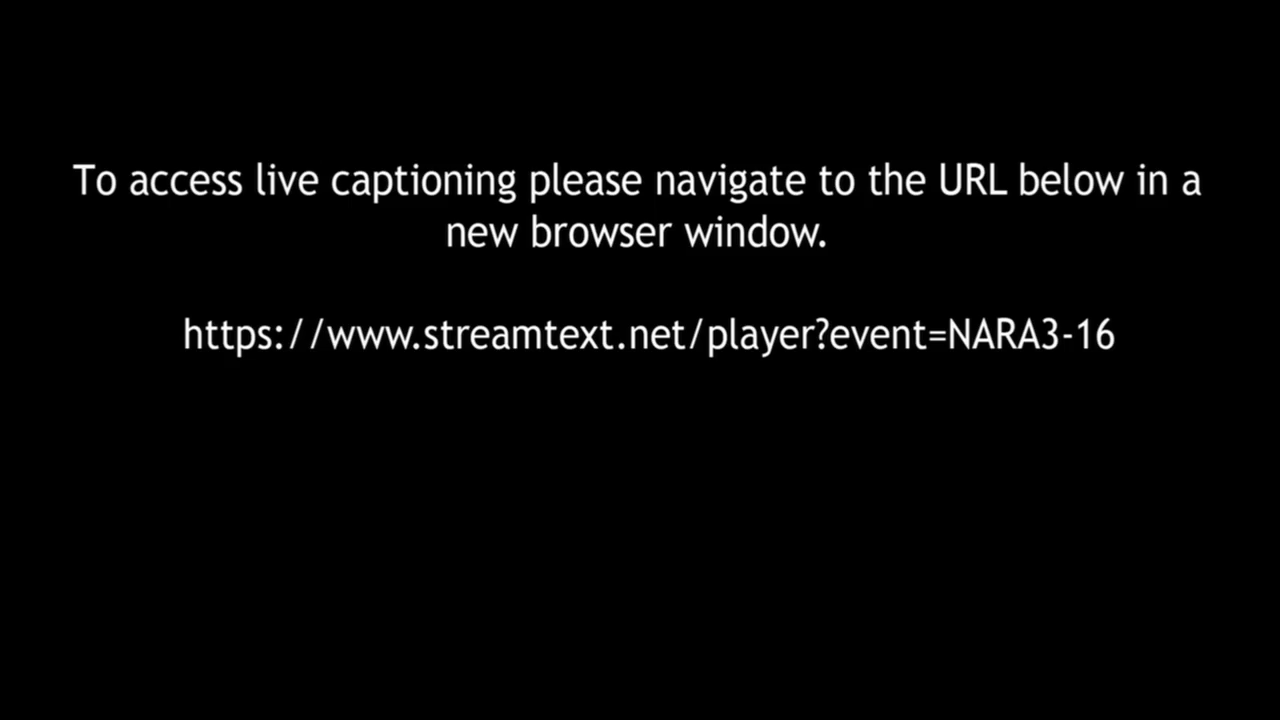 To access live captioning please navigate to the URL below in a
new browser window.
https://www.streamtext.net/player?event=NARA3-16